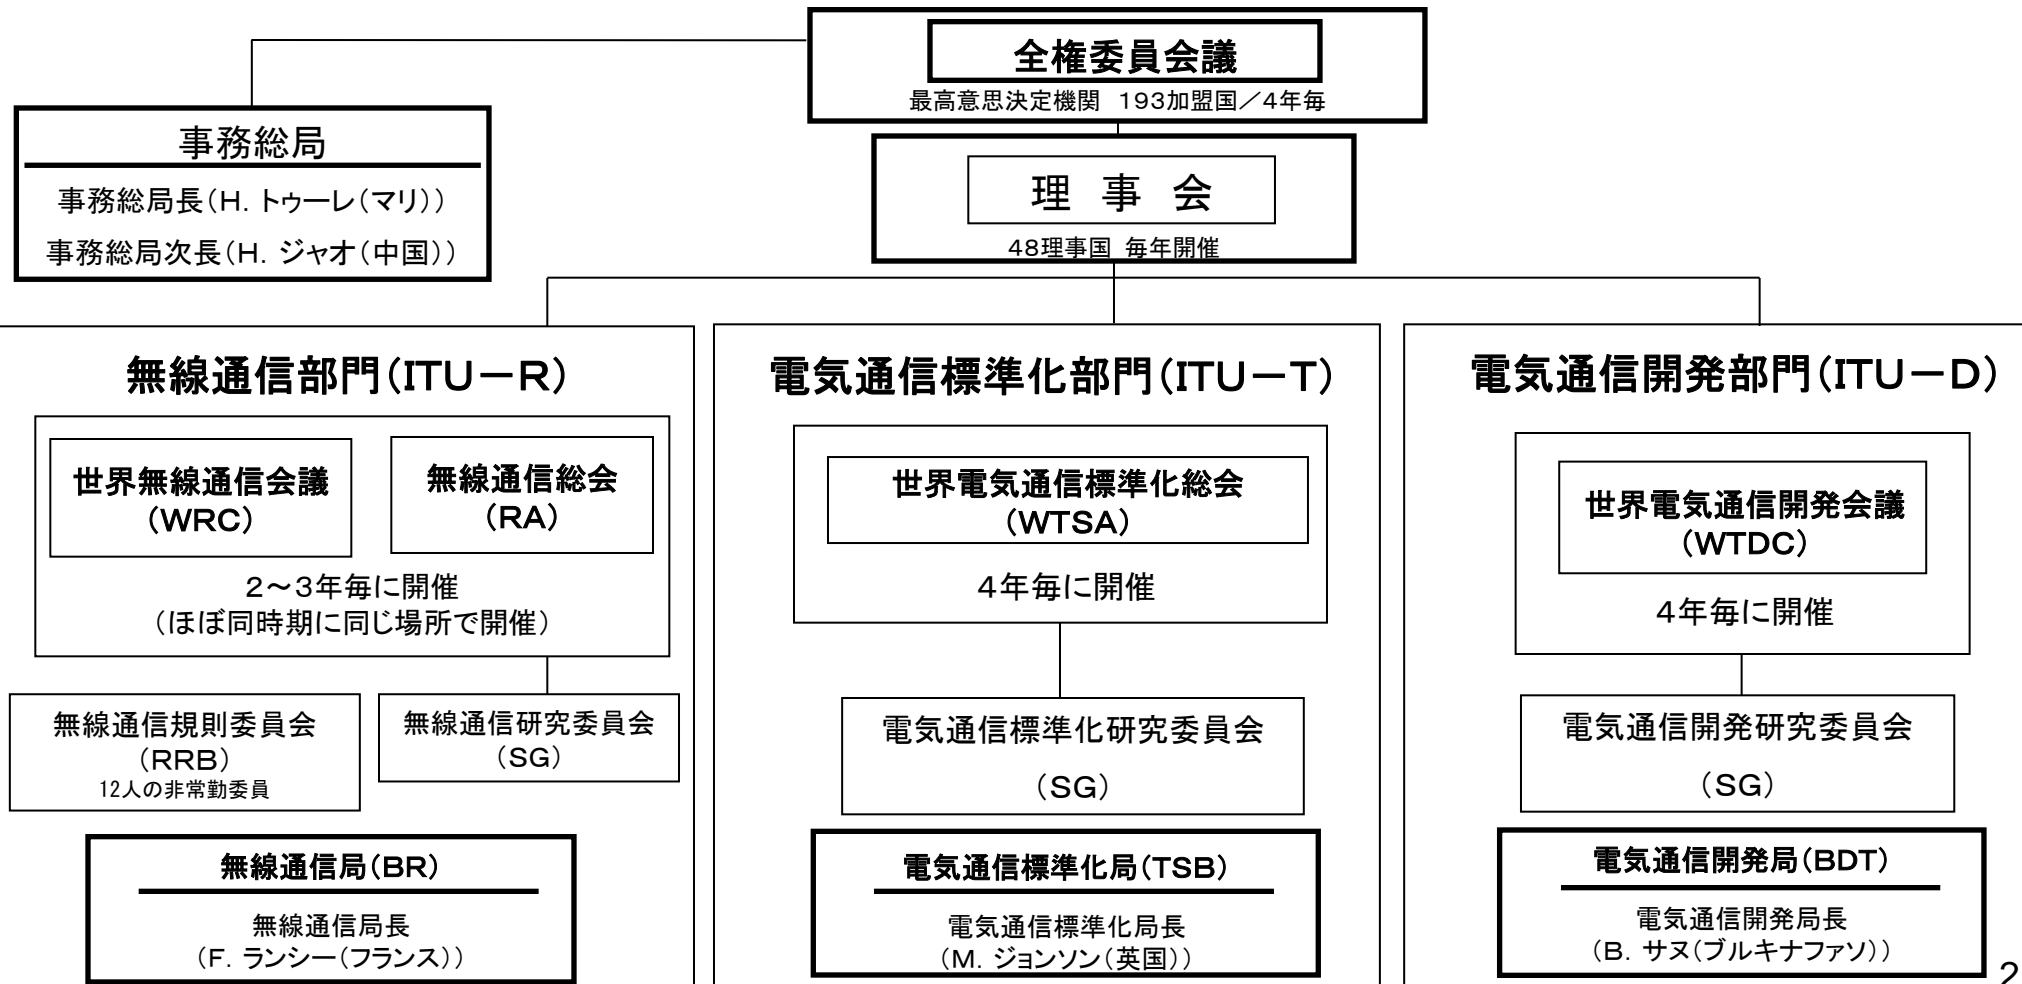 全権委員会議
最高意思決定機関　193加盟国／4年毎
事務総局
事務総局長(H. トゥーレ(マリ))
事務総局次長(H. ジャオ(中国))
理 事 会
48理事国 毎年開催
無線通信部門(ITU－R)
世界無線通信会議
(WRC)
無線通信総会
(RA)
2～3年毎に開催
(ほぼ同時期に同じ場所で開催)
無線通信規則委員会
(RRB)
12人の非常勤委員
無線通信研究委員会
(SG)
無線通信局(BR)
無線通信局長
(F. ランシー(フランス))
電気通信標準化部門(ITU－T)
世界電気通信標準化総会
(WTSA)
4年毎に開催
電気通信標準化研究委員会
(SG)
電気通信標準化局(TSB)
電気通信標準化局長
(M. ジョンソン(英国))
電気通信開発部門(ITU－D)
世界電気通信開発会議
(WTDC)
4年毎に開催
電気通信開発研究委員会
(SG)
電気通信開発局(BDT)
電気通信開発局長
(B. サヌ(ブルキナファソ))
2